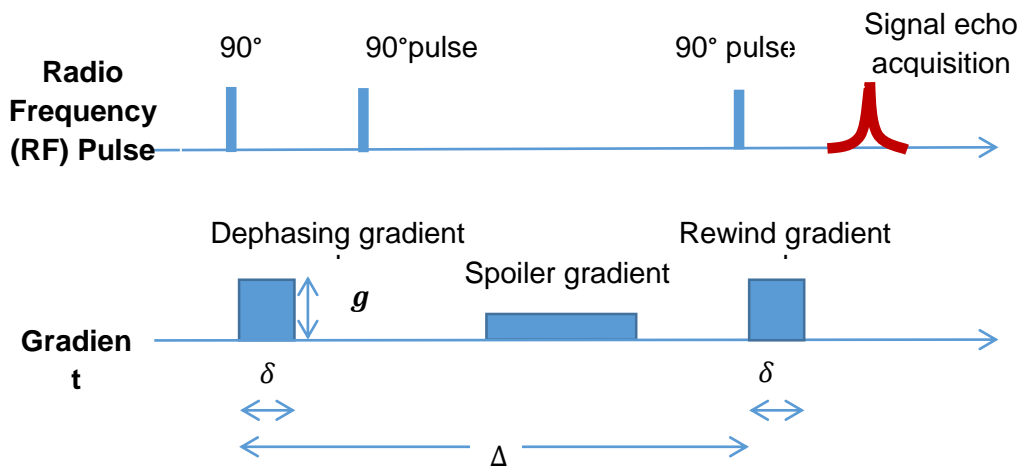 Radio
Frequency
(RF) Pulse
90°
90°pulse
90° pulse
Signal echo
acquisition
Dephasing gradient
Spoiler gradient
Rewind gradient
g
Gradien
t
δ
δ
Δ